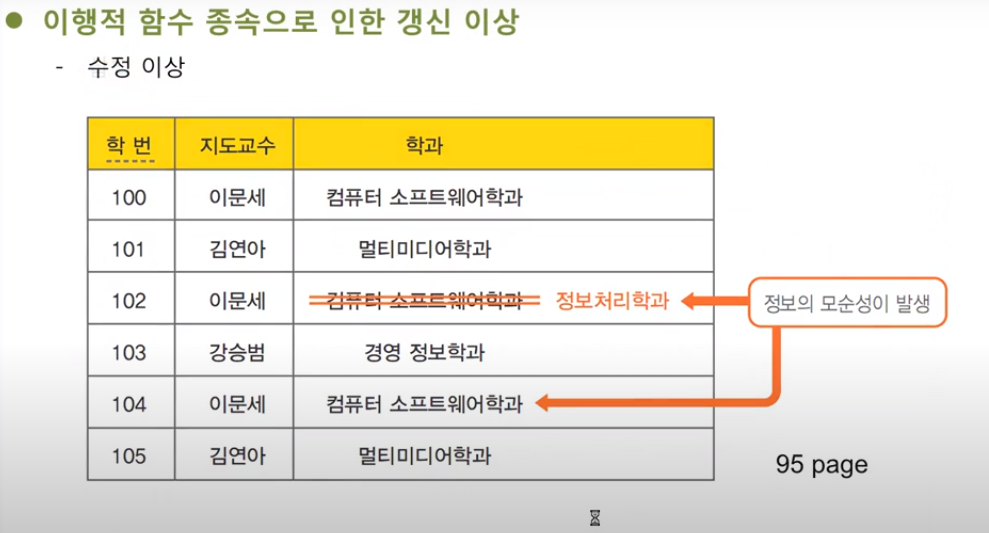 ● 이행적 함수 종속으로 인한 갱신 이상
- 수정 이상
학 번 지도교수 학과
100 이문세 컴퓨터 소프트웨어학과
101 김연아 멀티미디어학과
102 이문세 컴퓨터 소프트웨어학과 정보처리학과 정보의 모순성이 발생
103 강승범 경영 정보학과
104 이문세 컴퓨터 소프트웨어학과
105 김연아 멀티미디어학과
95 page